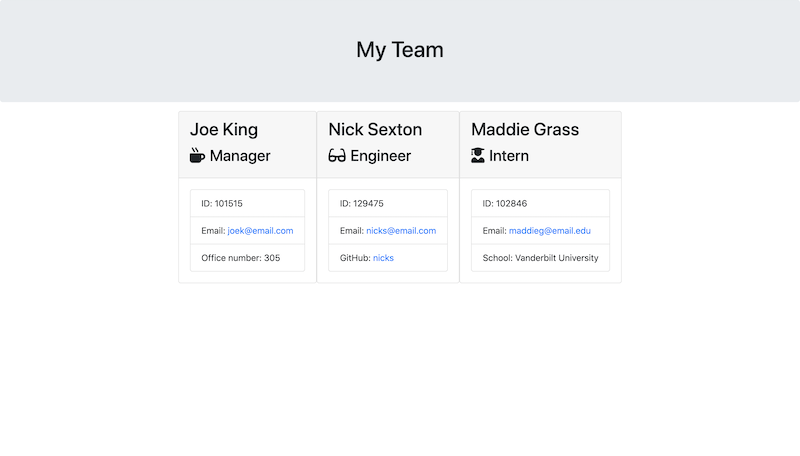 My Team
Joe King
Manager
ID: 101515
Email: joek@email.com
Office number: 305
Nick Sexton
Engineer
ID: 129475
Email: nicks@email.com
GitHub: nicks
Maddie Grass
Intern
ID: 102846
Email: maddieg@email.edu
School: Vanderbilt University